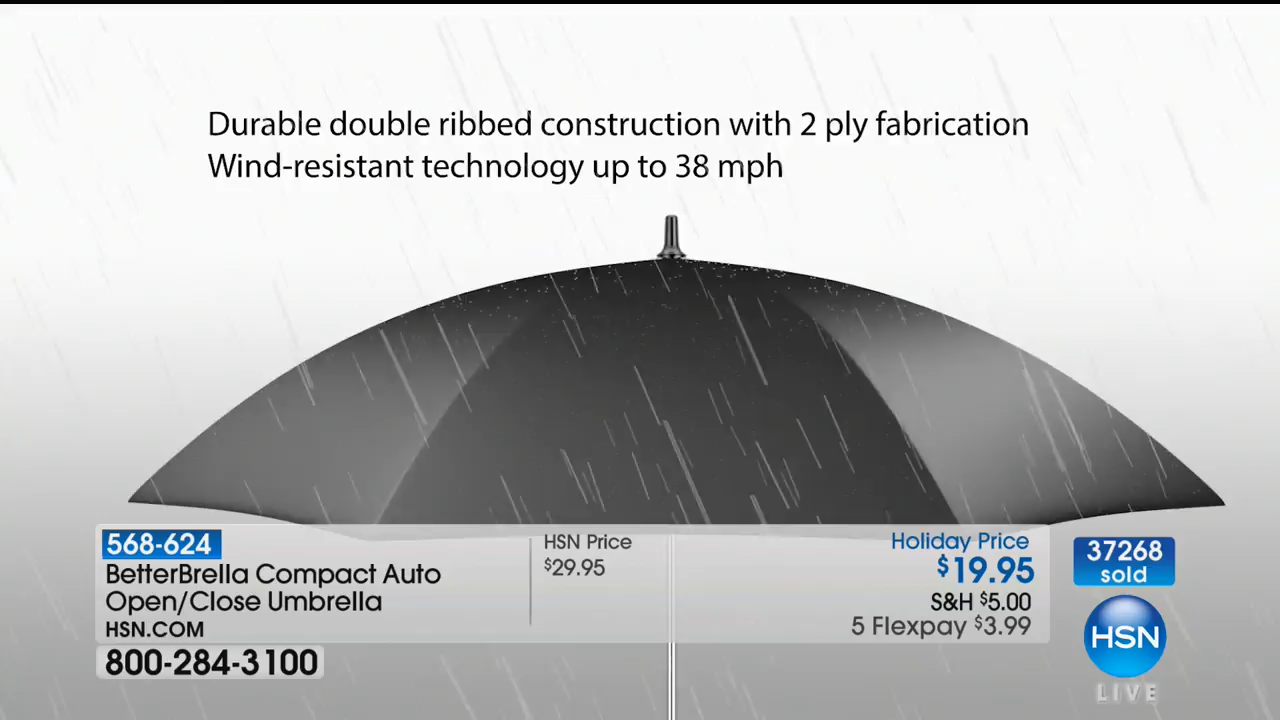 Durable double ribbed construction with 2 ply fabrication
Wind-resistant technology up to 38 mph
568-624
BetterBrella Compact Auto
Open/Close Umbrella
HSN.COM
800-284-3100
HSN Price
$29.95
Holiday Price
$19.95
S&H $5.00
5 Flexpay $3.99
37268
sold
HSN
LIVE